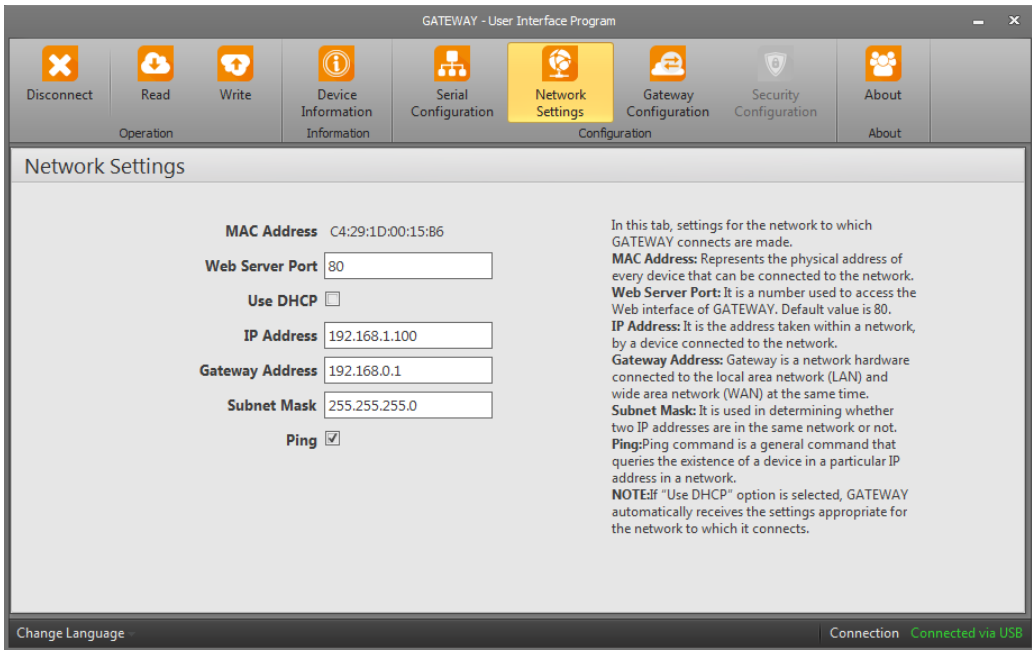 GATEWAY - User Interface Program
Disconnect
Read
Write
Device
Information
Serial
Configuration
Network
Settings
Gateway
Configuration
Security
Configuration
About
Operation
Information
Configuration
About
Network Settings
MAC Address C4:29:1D:00:15:B6
Web Server Port 80
Use DHCP
IP Address 192.168.1.100
Gateway Address 192.168.0.1
Subnet Mask 255.255.255.0
Ping
In this tab, settings for the network to which
GATEWAY connects are made.
MAC Address: Represents the physical address of
every device that can be connected to the network.
Web Server Port: It is a number used to access the
Web interface of GATEWAY. Default value is 80.
IP Address: It is the address taken within a network,
by a device connected to the network.
Gateway Address: Gateway is a network hardware
connected to the local area network (LAN) and
wide area network (WAN) at the same time.
Subnet Mask: It is used in determining whether
two IP addresses are in the same network or not.
Ping:Ping command is a general command that
queries the existence of a device in a particular IP
address in a network.
NOTE:If "Use DHCP" option is selected, GATEWAY
automatically receives the settings appropriate for
the network to which it connects.
Change Language
Connection Connected via USB